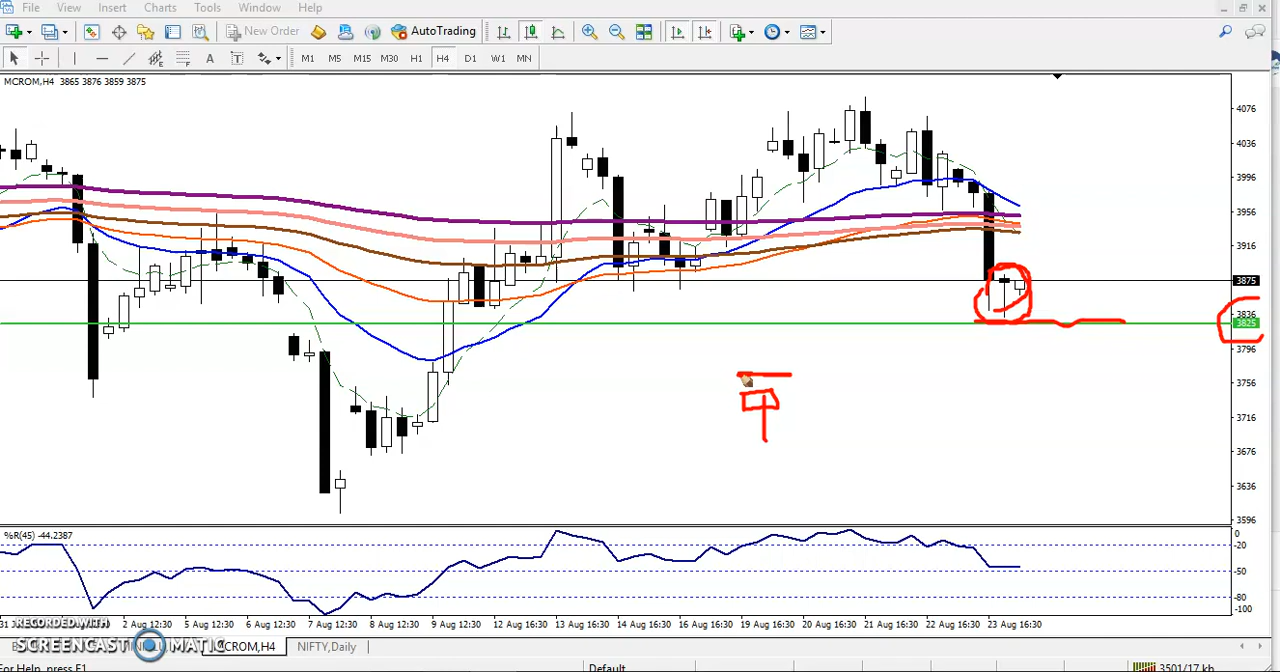 File View Insert Charts Tools Window Help
New Order AutoTrading
A T M1 M5 M15 M30 H1 H4 D1 W1 MN
MCROM,H4 3865 3876 3859 3875
4076
4036
3996
3956
3916
3875
3836
3825
3796
3756
3716
3676
3636
3596
%R(45) -44.2387
0
-20
-50
-80
-100
2 Aug 12:30 5 Aug 12:30 6 Aug 12:30 7 Aug 12:30 8 Aug 12:30 9 Aug 12:30 12 Aug 16:30 13 Aug 16:30 14 Aug 16:30 16 Aug 16:30 19 Aug 16:30 20 Aug 16:30 21 Aug 16:30 22 Aug 16:30 23 Aug 16:30
RECORDED WITH
SCREENCAST MATIC
CROM,H4 NIFTY,Daily
For Help, press F1 Default 3501/17 kb